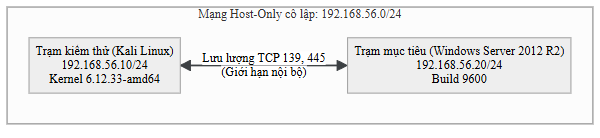 Mạng Host-Only cô lập: 192.168.56.0/24
Trạm kiểm thử (Kali Linux)
192.168.56.10/24
Kernel 6.12.33-amd64
Lưu lượng TCP 139, 445
(Giới hạn nội bộ)
Trạm mục tiêu (Windows Server 2012 R2)
192.168.56.20/24
Build 9600